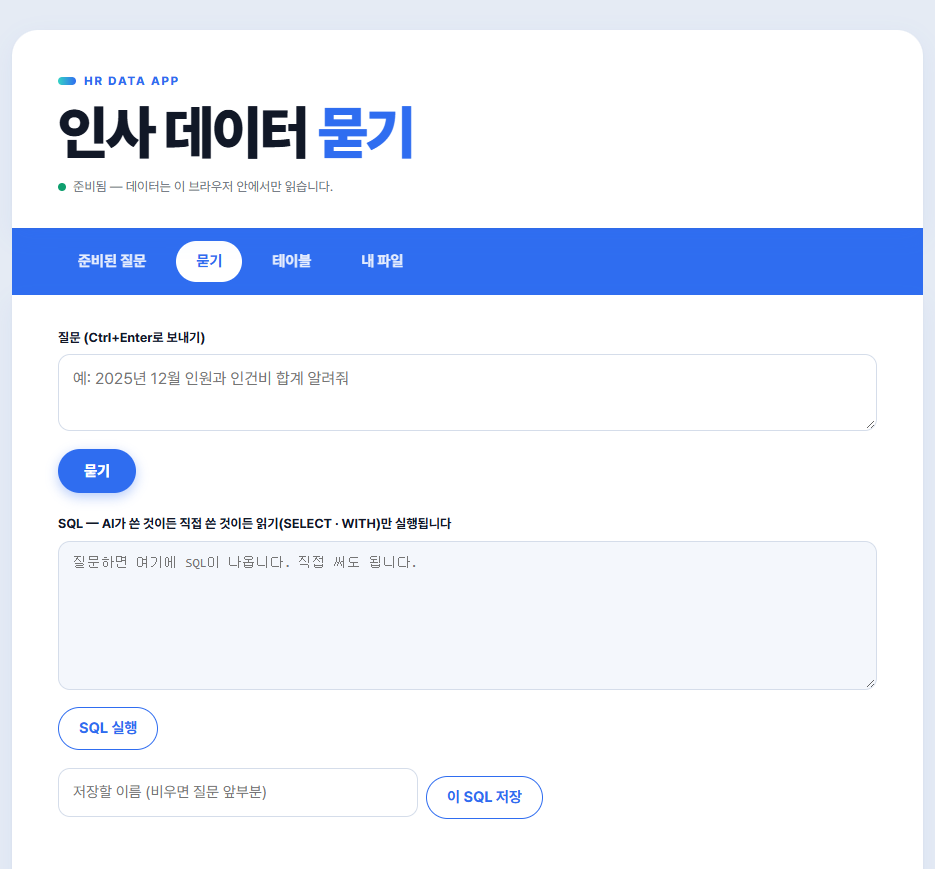 HR DATA APP
인사 데이터 묻기
준비됨 — 데이터는 이 브라우저 안에서만 읽습니다.
준비된 질문 묻기 테이블 내 파일
질문 (Ctrl+Enter로 보내기)
예: 2025년 12월 인원과 인건비 합계 알려줘
묻기
SQL — AI가 쓴 것이든 직접 쓴 것이든 읽기(SELECT · WITH)만 실행됩니다
질문하면 여기에 SQL이 나옵니다. 직접 써도 됩니다.
SQL 실행
저장할 이름 (비우면 질문 앞부분) 이 SQL 저장